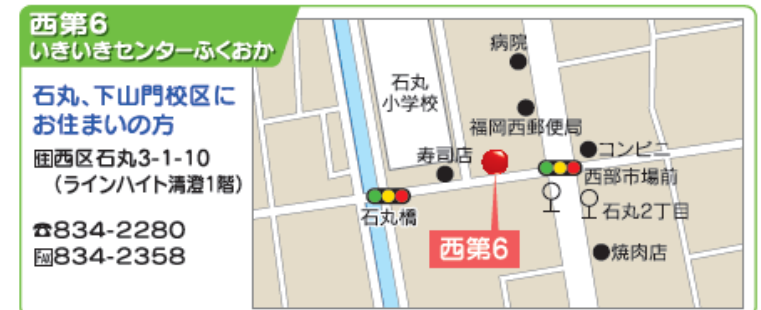 西第6
いきいきセンターふくおか
石丸、下山門校区に
お住まいの方
住西区石丸3-1-10
（ラインハイト清澄1階）
☎834-2280
FAX834-2358
病院
石丸
小学校
福岡西郵便局
寿司店
コンビニ
西部市場前
石丸橋
石丸2丁目
西第6
焼肉店